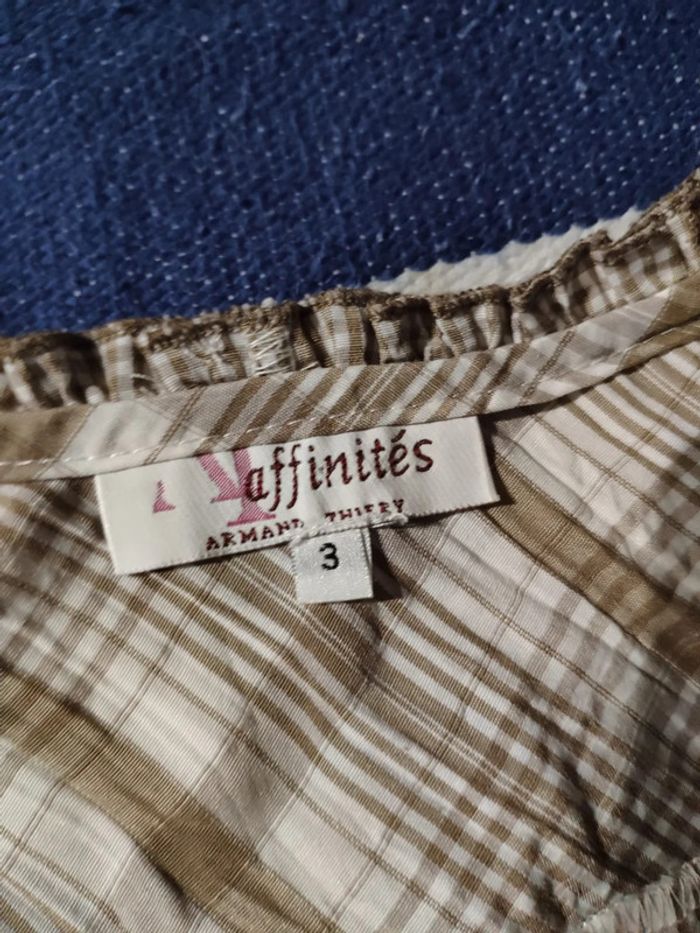 affinités
ARMAND THIERY
3